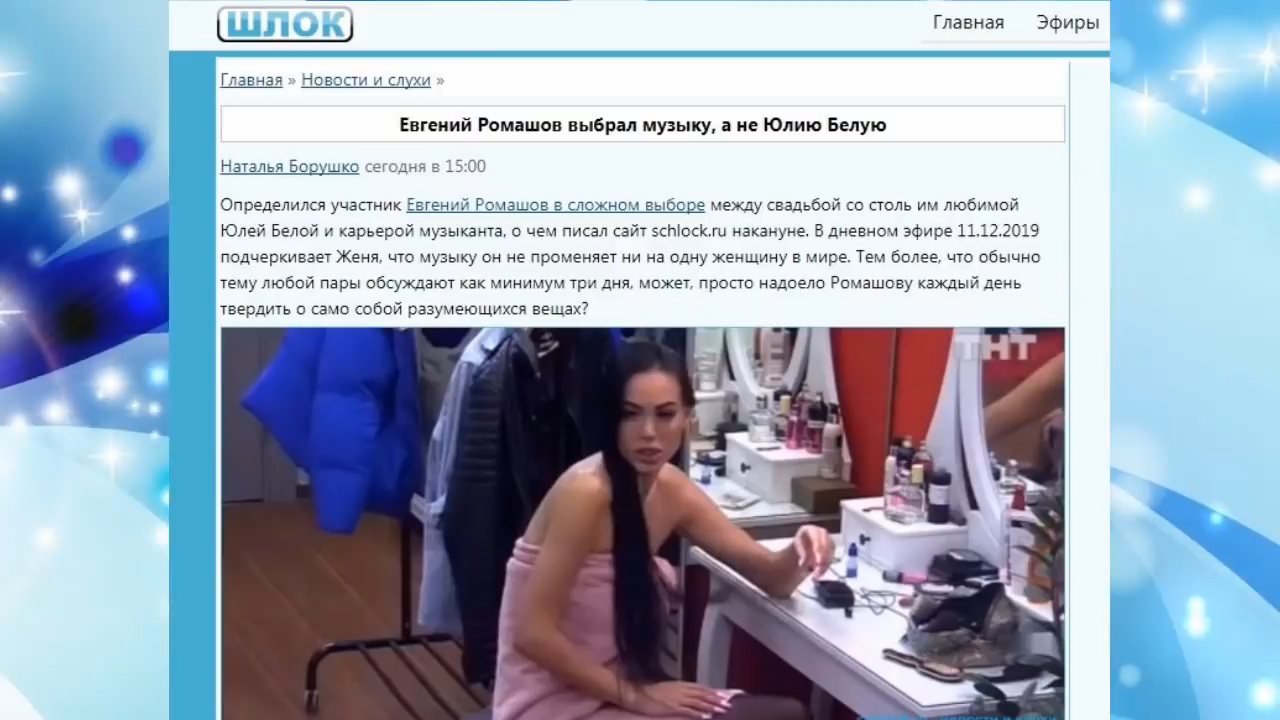 ШЛОК
Главная Эфиры
Главная » Новости и слухи »
Евгений Ромашов выбрал музыку, а не Юлию Белую
Наталья Борушко сегодня в 15:00
Определился участник Евгений Ромашов в сложном выборе между свадьбой со столь им любимой
Юлей Белой и карьерой музыканта, о чем писал сайт schlock.ru накануне. В дневном эфире 11.12.2019
подчеркивает Женя, что музыку он не променяет ни на одну женщину в мире. Тем более, что обычно
тему любой пары обсуждают как минимум три дня, может, просто надоело Ромашову каждый день
твердить о само собой разумеющихся вещах?
ТНТ